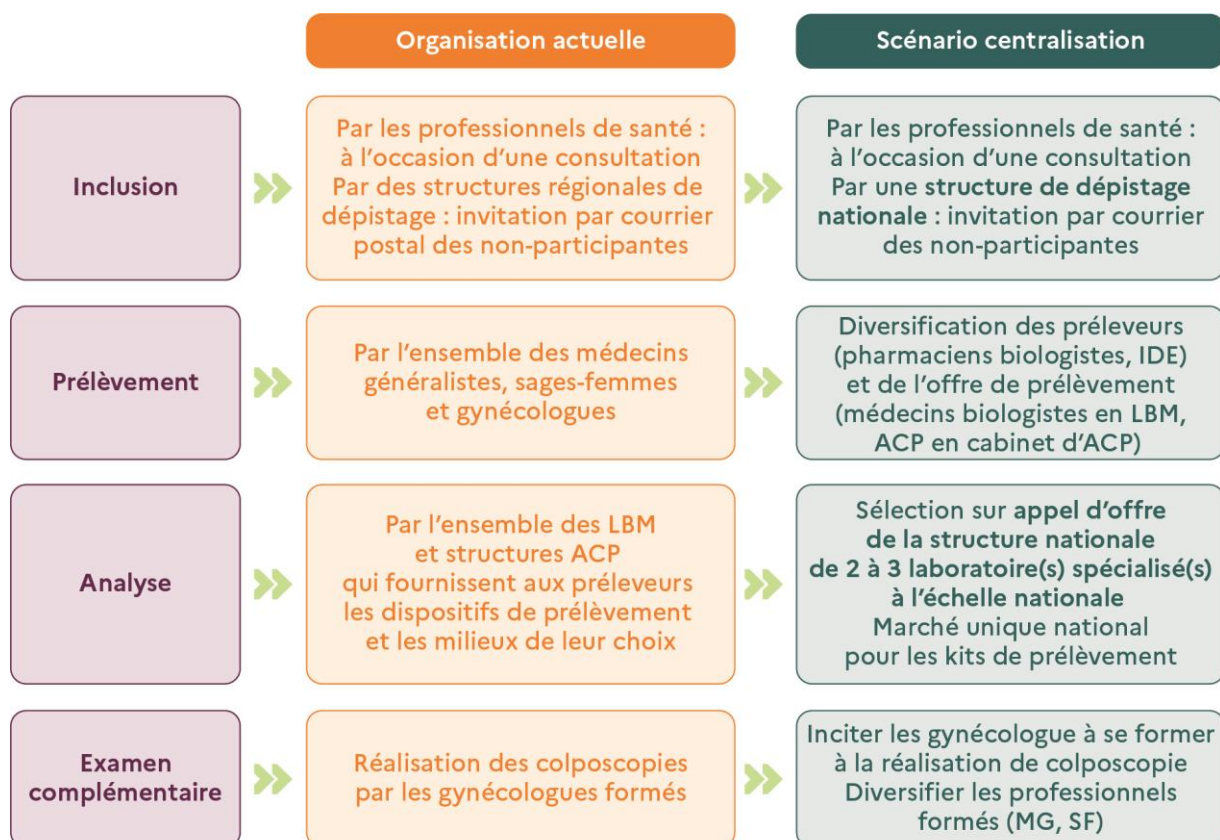 Organisation actuelle
Scénario centralisation
Inclusion
Par les professionnels de santé :
à l'occasion d'une consultation
Par des structures régionales de
dépistage : invitation par courrier
postal des non-participantes
Par les professionnels de santé :
à l'occasion d'une consultation
Par une structure de dépistage
nationale : invitation par courrier
des non-participantes
Prélèvement
Par l'ensemble des médecins
généralistes, sages-femmes
et gynécologues
Diversification des préleveurs
(pharmaciens biologistes, IDE)
et de l'offre de prélèvement
(médecins biologistes en LBM,
ACP en cabinet d'ACP)
Analyse
Par l'ensemble des LBM
et structures ACP
qui fournissent aux préleveurs
les dispositifs de prélèvement
et les milieux de leur choix
Sélection sur appel d'offre
de la structure nationale
de 2 à 3 laboratoire(s) spécialisé(s)
à l'échelle nationale
Marché unique national
pour les kits de prélèvement
Examen
complémentaire
Réalisation des colposcopies
par les gynécologues formés
Inciter les gynécologue à se former
à la réalisation de colposcopie
Diversifier les professionnels
formés (MG, SF)